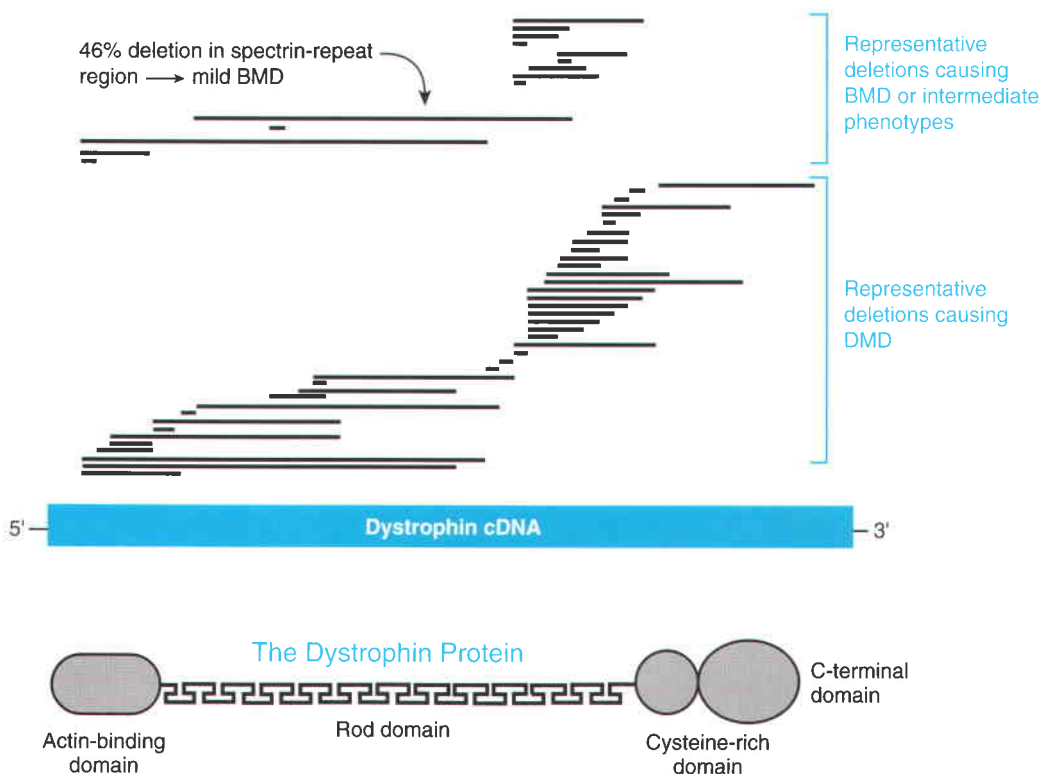 46% deletion in spectrin-repeat
region → mild BMD
Representative
deletions causing
BMD or intermediate
phenotypes
Representative
deletions causing
DMD
5'
Dystrophin cDNA
3'
The Dystrophin Protein
C-terminal
domain
Rod domain
Actin-binding
domain
Cysteine-rich
domain